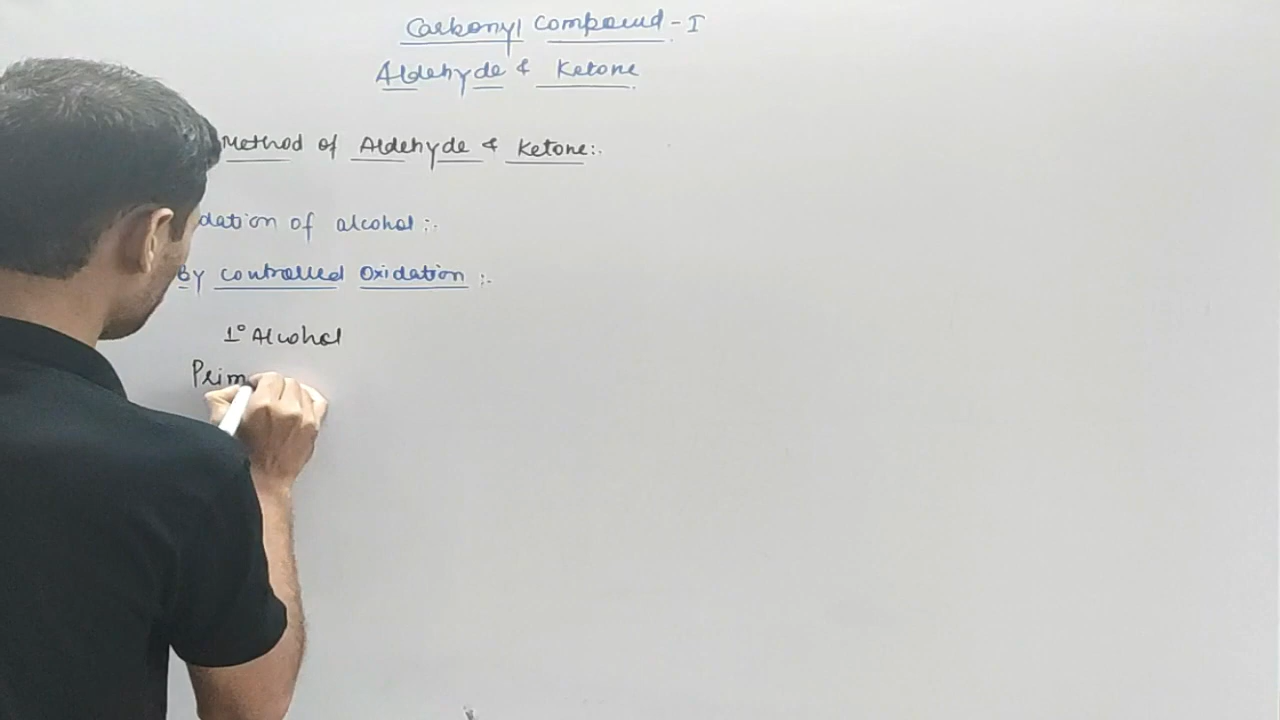 Carbonyl Compound - I
Aldehyde & Ketone
Method of Aldehyde & Ketone:.
dation of alcohol :.
By controlled Oxidation :.
1° Alcohol
Prim